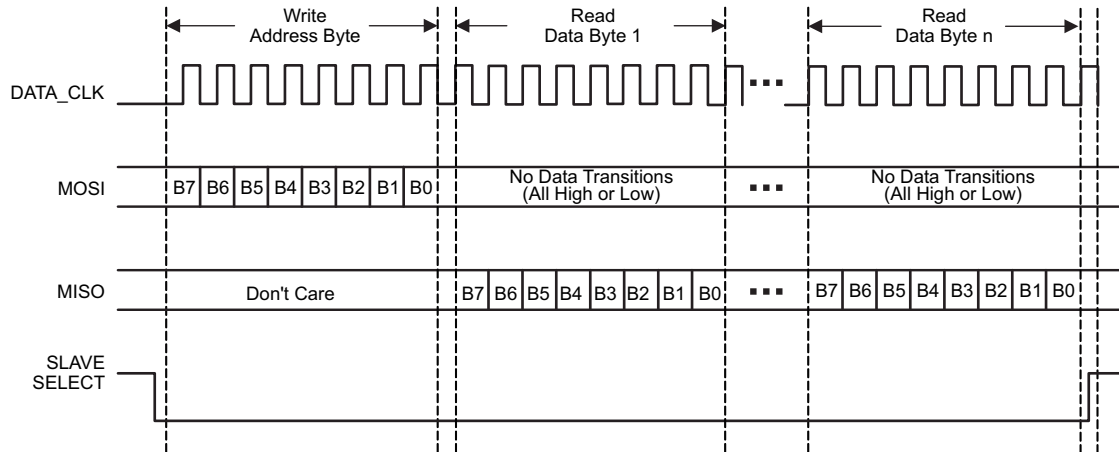 Write
Address Byte
Read
Data Byte 1
Read
Data Byte n
DATA_CLK
MOSI
B7 B6 B5 B4 B3 B2 B1 B0
No Data Transitions
(All High or Low)
No Data Transitions
(All High or Low)
MISO
Don't Care
B7 B6 B5 B4 B3 B2 B1 B0
B7 B6 B5 B4 B3 B2 B1 B0
SLAVE
SELECT